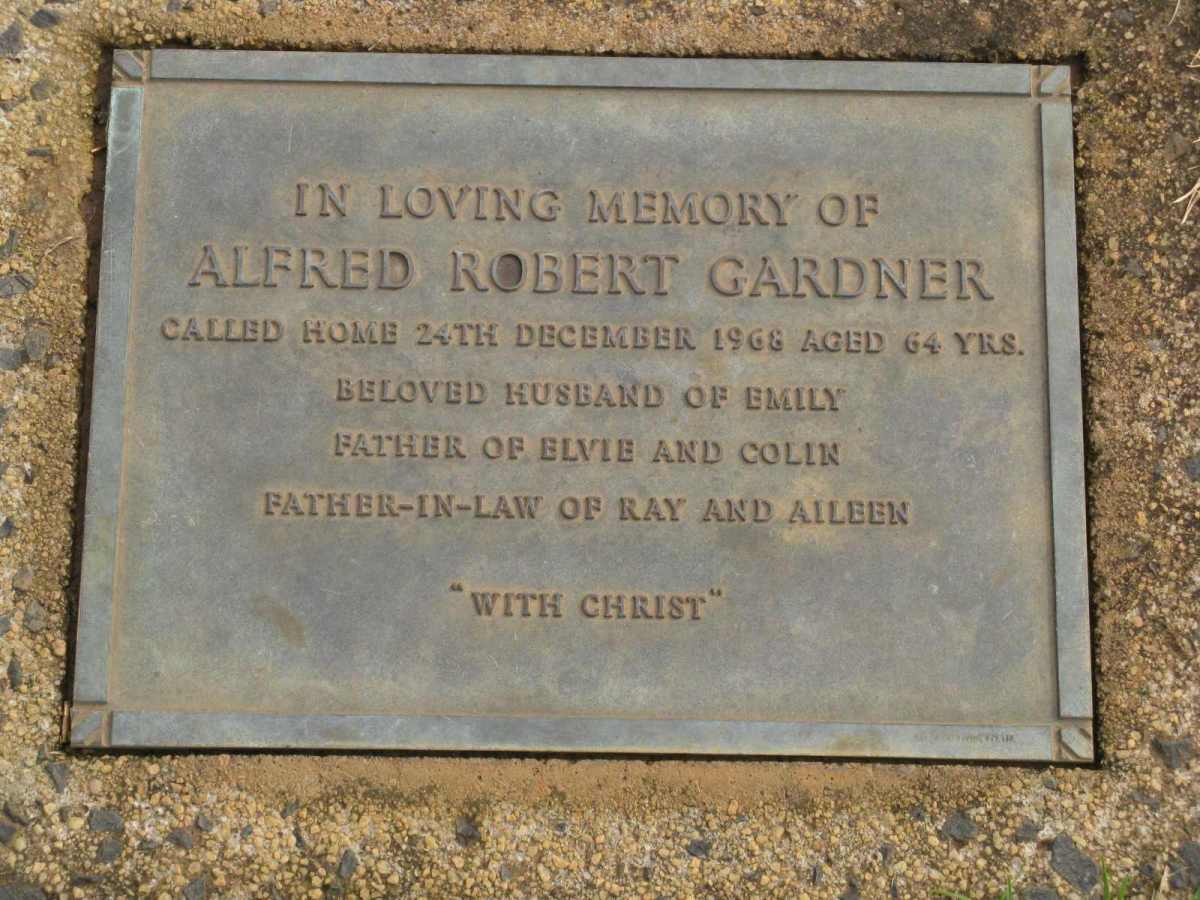 IN LOVING MEMORY OF
ALFRED ROBERT GARDNER
CALLED HOME 24TH DECEMBER 1968 AGED 64 YRS.
BELOVED HUSBAND OF EMILY
FATHER OF ELVIE AND COLIN
FATHER-IN-LAW OF RAY AND AILEEN
"WITH CHRIST"